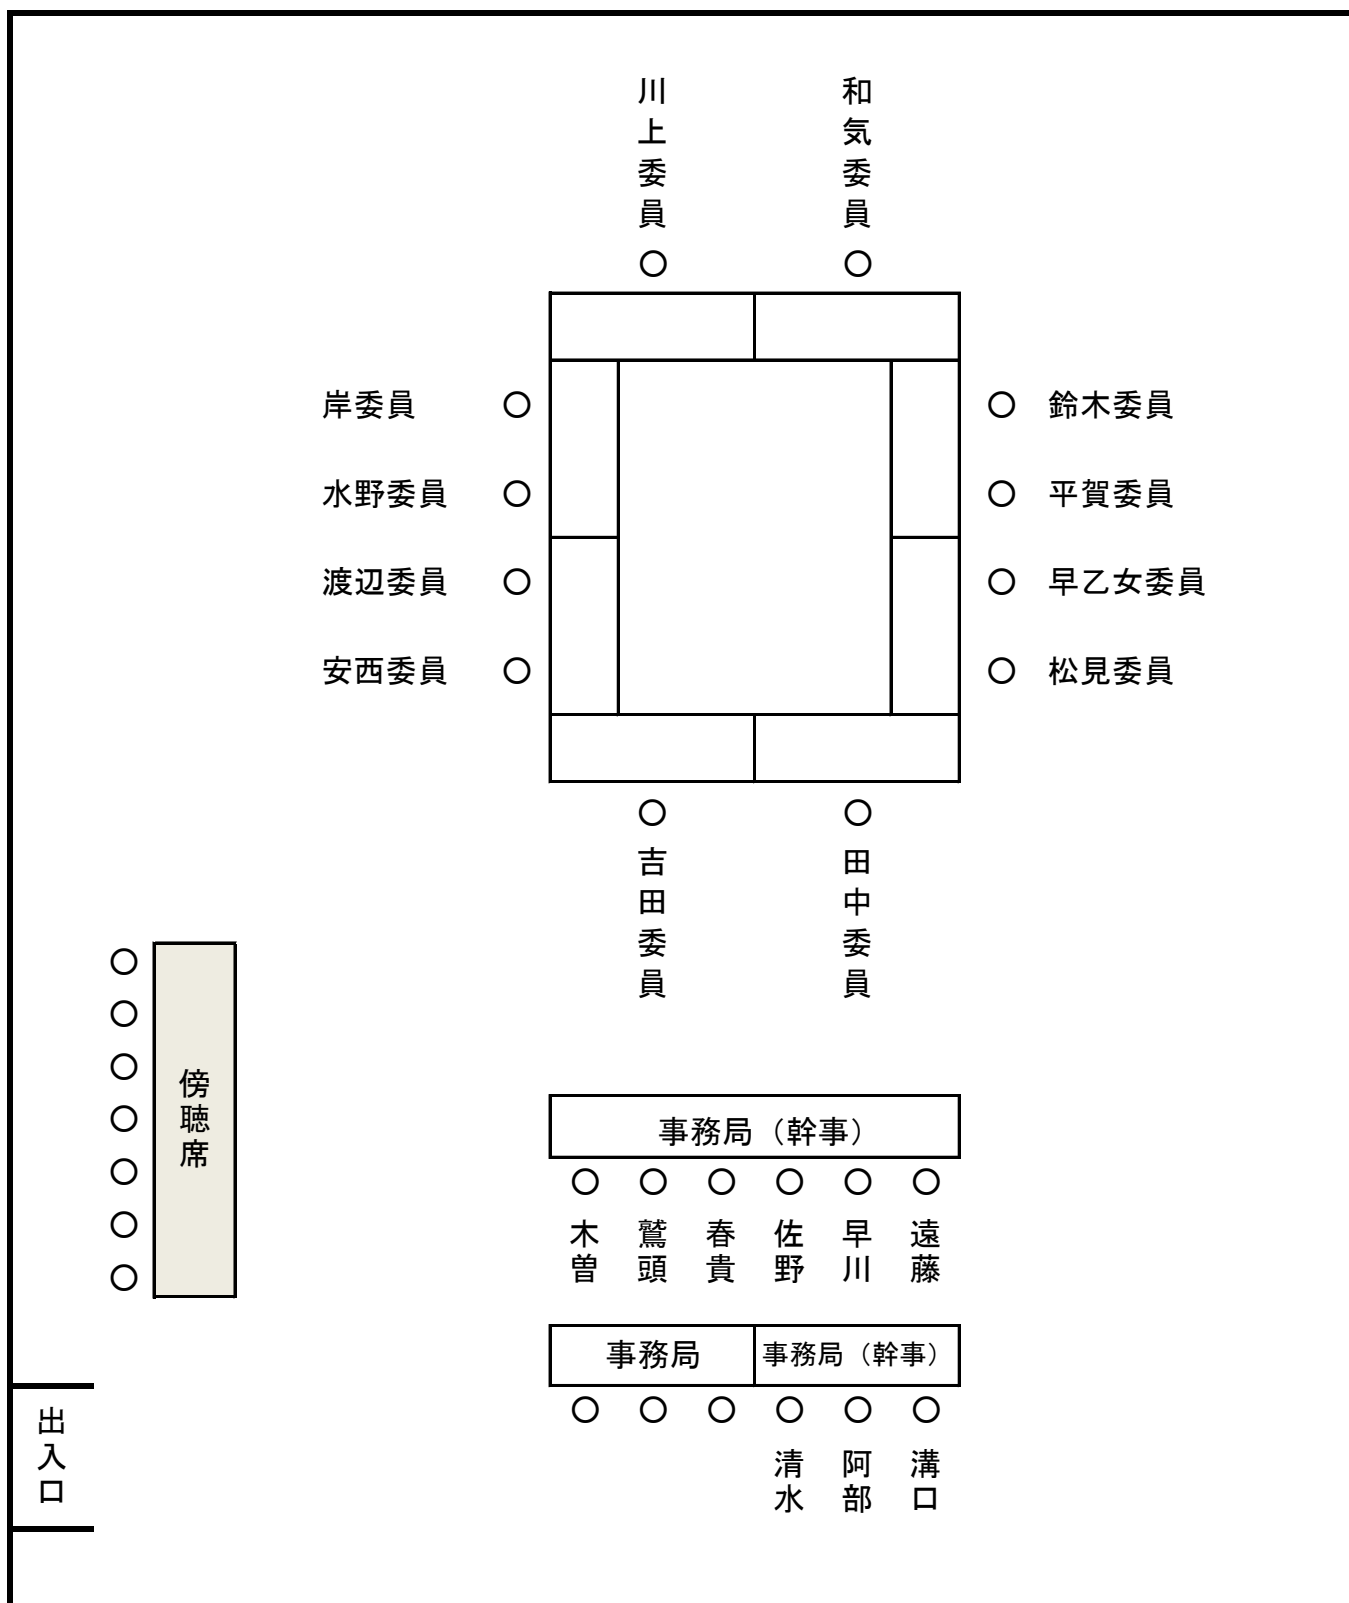 川上委員
和気委員
岸委員
水野委員
渡辺委員
安西委員
鈴木委員
平賀委員
早乙女委員
松見委員
吉田委員
田中委員
傍聴席
事務局（幹事）
木曽
鷲頭
春貴
佐野
早川
遠藤
事務局
事務局（幹事）
清水
阿部
溝口
出入口